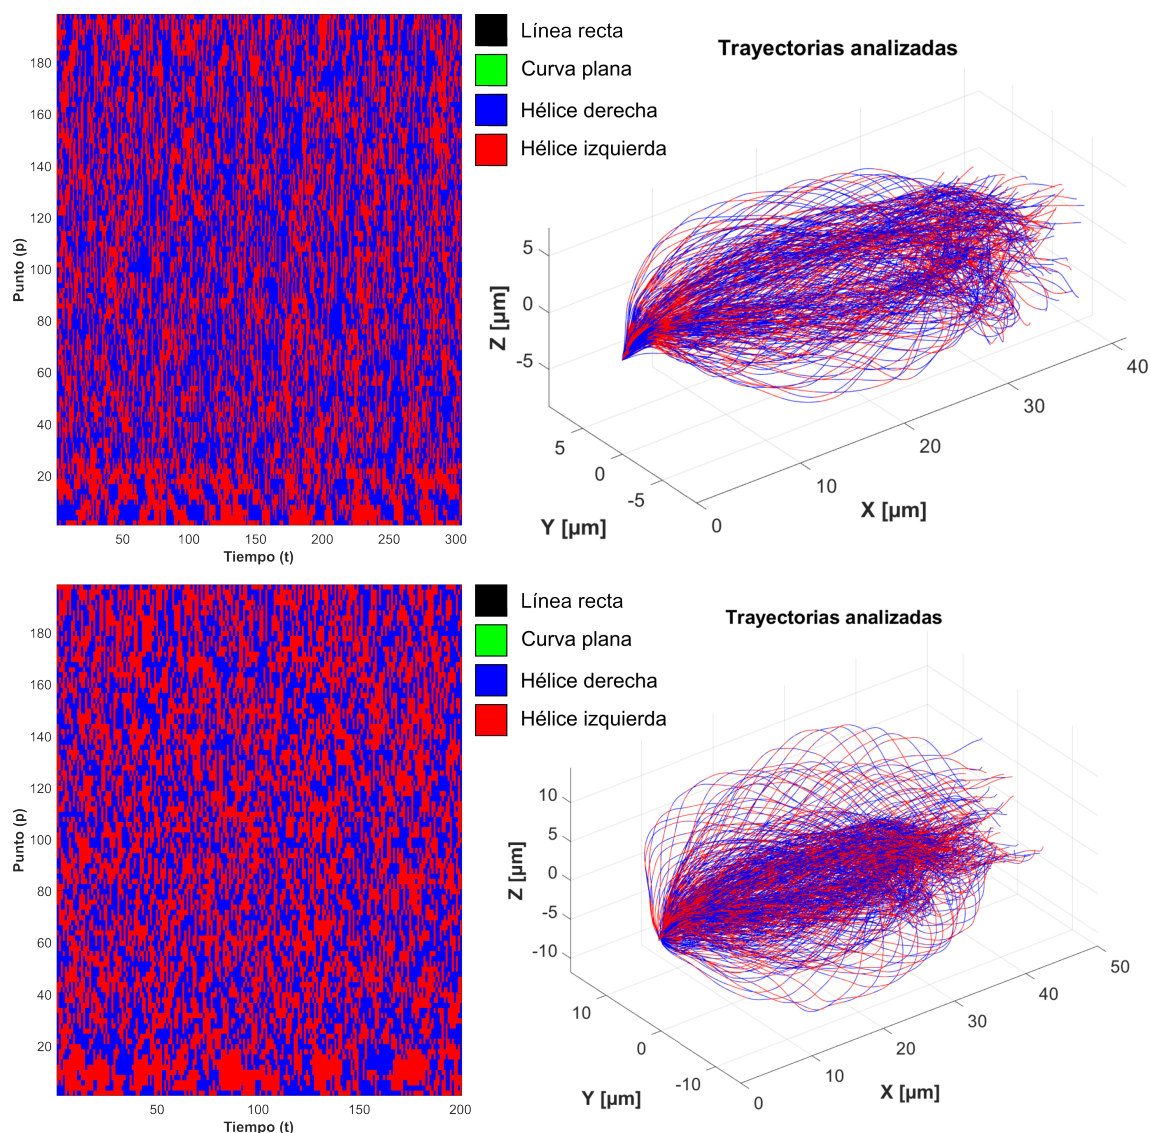 Línea recta
Curva plana
Hélice derecha
Hélice izquierda
Trayectorias analizadas
180
160
140
120
100
80
60
40
20
Punto (p)
50 100 150 200 250 300
Tiempo (t)
5
0
-5
Z [µm]
5
0
-5
Y [µm]
0
10
20
30
40
X [µm]
Línea recta
Curva plana
Hélice derecha
Hélice izquierda
Trayectorias analizadas
180
160
140
120
100
80
60
40
20
Punto (p)
50 100 150 200
Tiempo (t)
10
5
0
-5
-10
Z [µm]
10
0
-10
Y [µm]
0
10
20
30
40
50
X [µm]